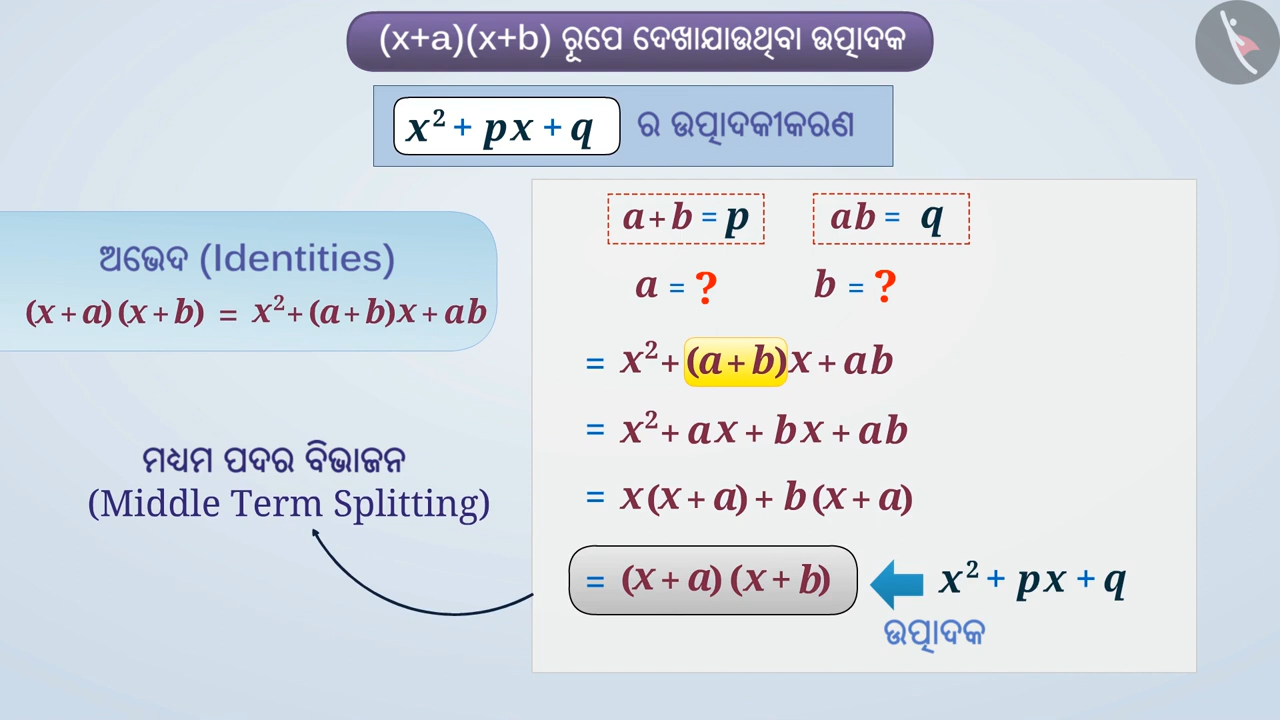 (x+a)(x+b) ରୂପେ ଦେଖାଯାଉଥିବା ଉତ୍ପାଦକ
x² + px + q ର ଉତ୍ପାଦକୀକରଣ
ଅଭେଦ (Identities)
(x+a)(x+b) = x²+(a+b)x+ab
a+b = p
ab = q
a = ?
b = ?
= x²+(a+b)x+ab
= x²+ax+bx+ab
= x(x+a)+b(x+a)
= (x+a)(x+b)
x² + px + q
ଉତ୍ପାଦକ
ମଧ୍ୟମ ପଦର ବିଭାଜନ
(Middle Term Splitting)